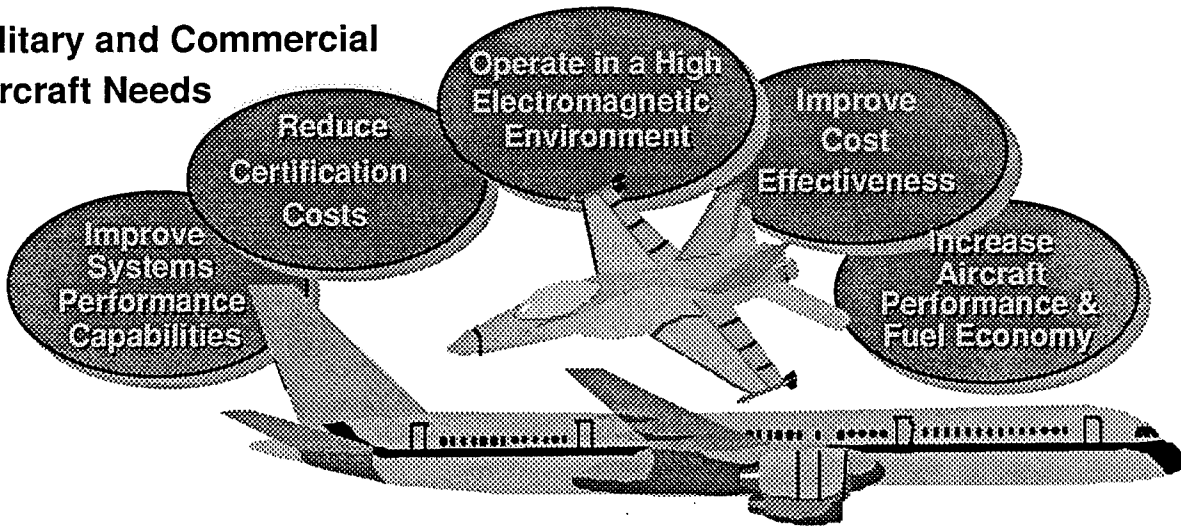 litary and Commercial
rcraft Needs
Improve
Systems
Performance
Capabilities
Reduce
Certification
Costs
Operate in a High
Electromagnetic
Environment
Improve
Cost
Effectiveness
Increase
Aircraft
Performance &
Fuel Economy